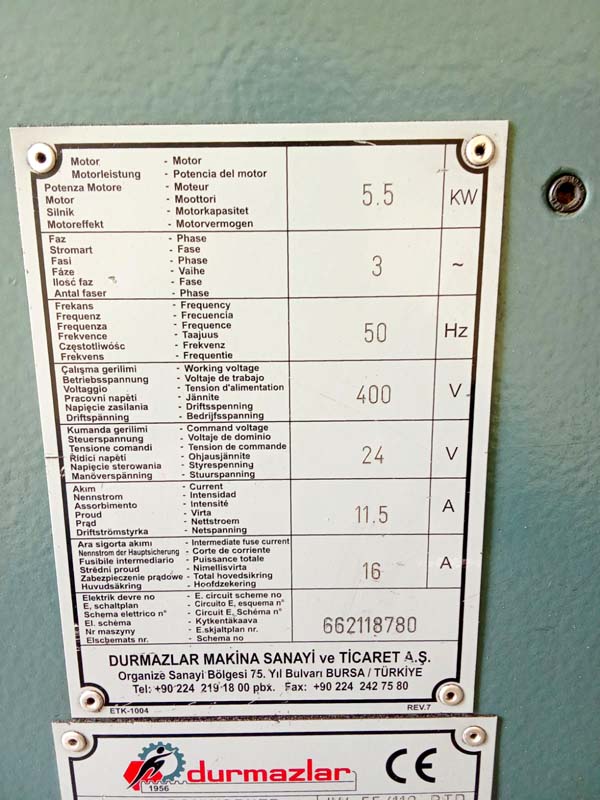 Motor - Motor
Motorleistung - Potencia del motor
Potenza Motore - Moteur
Motor - Moottori
Silnik - Motorkapasitet
Motoreffekt - Motorvermogen
5.5 KW
Faz - Phase
Stromart - Fase
Fasi - Phase
Fáze - Vaihe
Ilość faz - Fase
Antal faser - Phase
3 ~
Frekans - Frequency
Frequenz - Frecuencia
Frequenza - Frequence
Frekvence - Taajuus
Częstotliwośc - Frekvenz
Frekvens - Frequentie
50 Hz
Çalışma gerilimi - Working voltage
Betriebsspannung - Voltaje de trabajo
Voltaggio - Tension d'alimentation
Pracovni napèti - Jännite
Napięcie zasilania - Driftsspenning
Driftspänning - Bedrijfsspanning
400 V
Kumanda gerilimi - Command voltage
Steuerspannung - Voltaje de dominio
Tensione comandi - Tension de commande
Řidici napèti - Ohjausjännite
Napięcie sterowania - Styrespenning
Manöverspänning - Stuurspanning
24 V
Akım - Current
Nennstrom - Intensidad
Assorbimento - Intensité
Proud - Virta
Prąd - Nettstroem
Driftströmstyrka - Netspanning
11.5 A
Ara sigorta akımı - Intermediate fuse current
Nennstrom der Hauptsicherung - Corte de corriente
Fusibile intermediario - Puissance totale
Střední proud - Nimellisvirta
Zabezpieczenie prądowe - Total hovedsikring
Huvudsäkring - Hoofdzekering
16 A
Elektrik devre no - E. circuit scheme no
E, schaltplan - Circuito E, esquema n°
Schema elettrico n° - Circuit E, Schéma n°
El. schéma - Kytkentäkaava
Nr maszyny - E.skjaltplan nr.
Elschemats nr. - Schema no
662118780
DURMAZLAR MAKİNA SANAYİ ve TİCARET A.Ş.
Organize Sanayi Bölgesi 75. Yıl Bulvarı BURSA / TÜRKİYE
Tel: +90 224 219 18 00 pbx. Fax: +90 224 242 75 80
ETK-1004 REV.7
1956 durmazlar CE